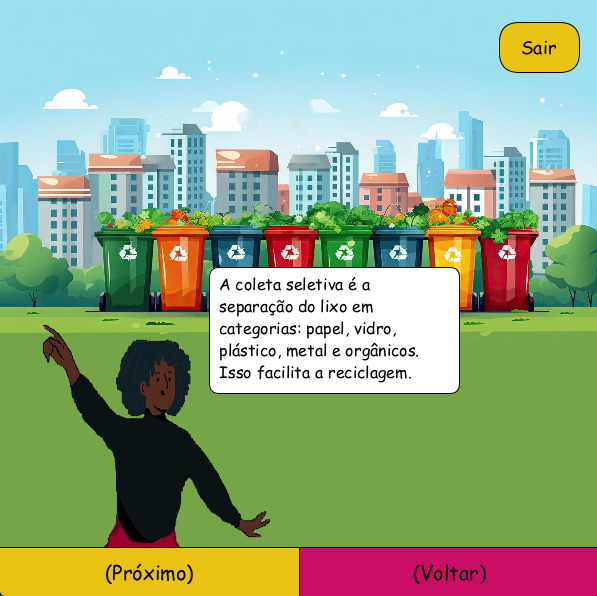 Sair
A coleta seletiva é a
separação do lixo em
categorias: papel, vidro,
plástico, metal e orgânicos.
Isso facilita a reciclagem.
(Próximo)
(Voltar)